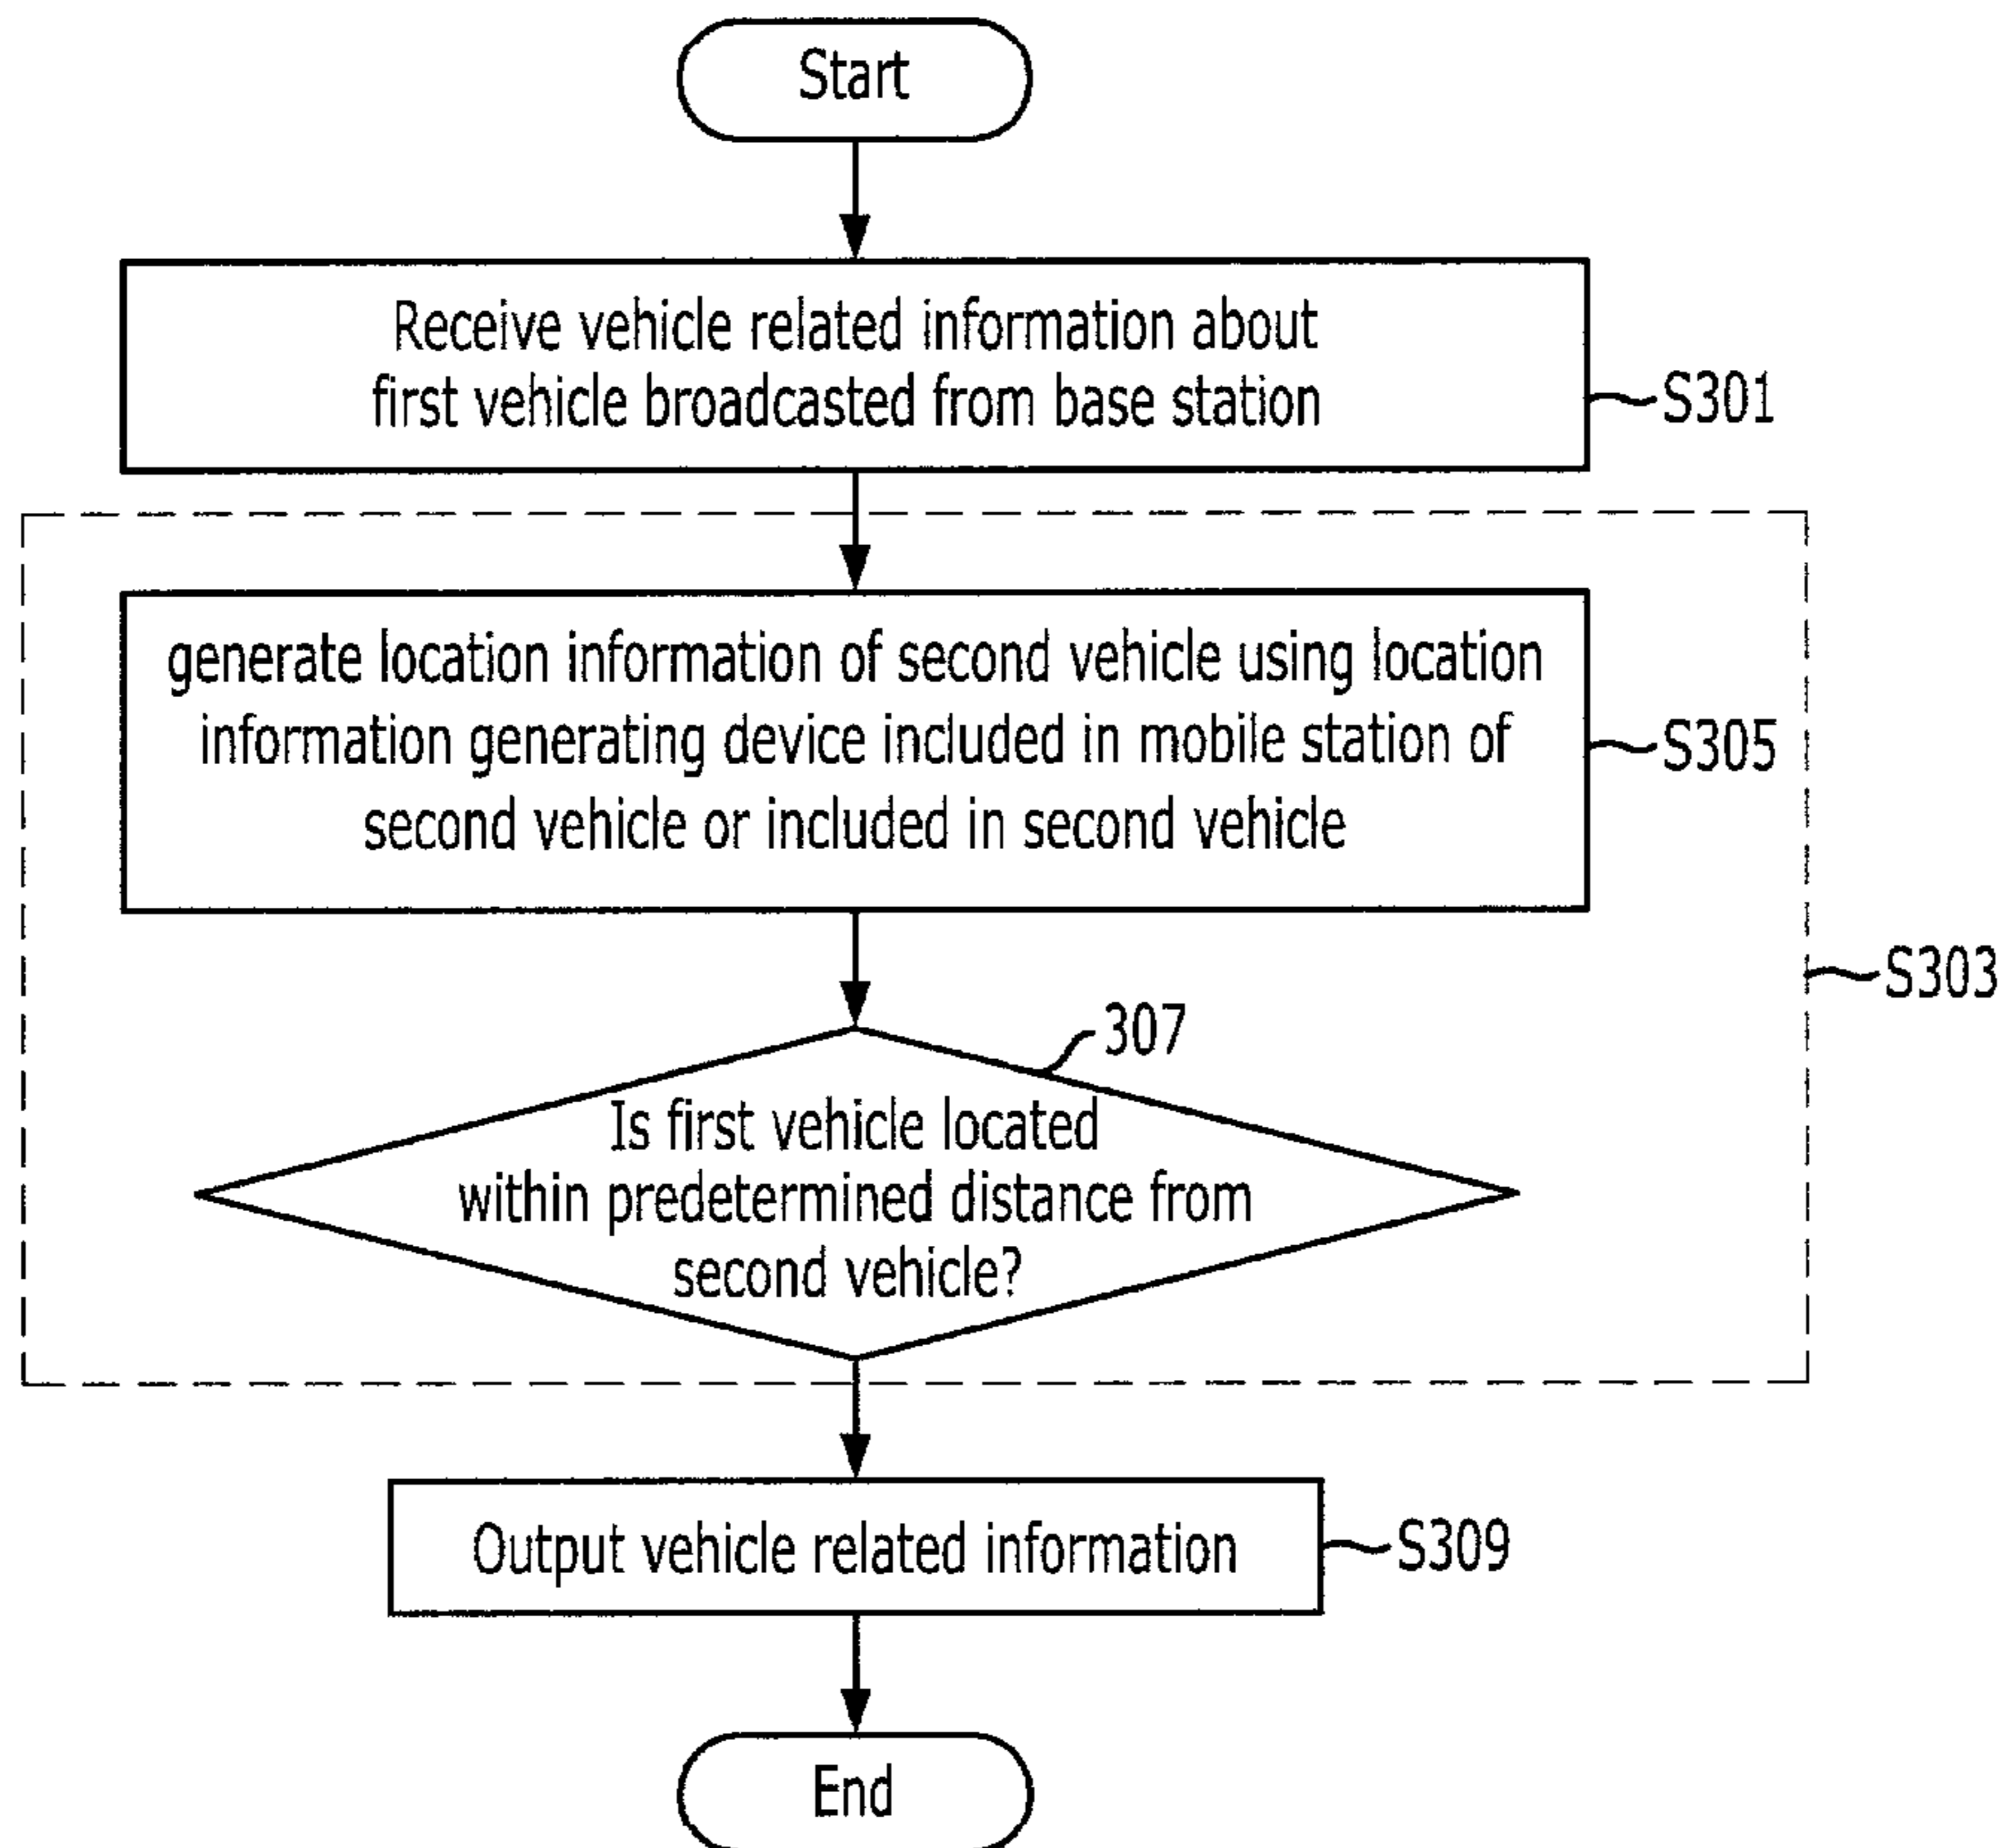 Start
Receive vehicle related information about
first vehicle broadcasted from base station
S301
generate location information of second vehicle using location
information generating device included in mobile station of
second vehicle or included in second vehicle
S305
S303
307
Is first vehicle located
within predetermined distance from
second vehicle?
Output vehicle related information
S309
End